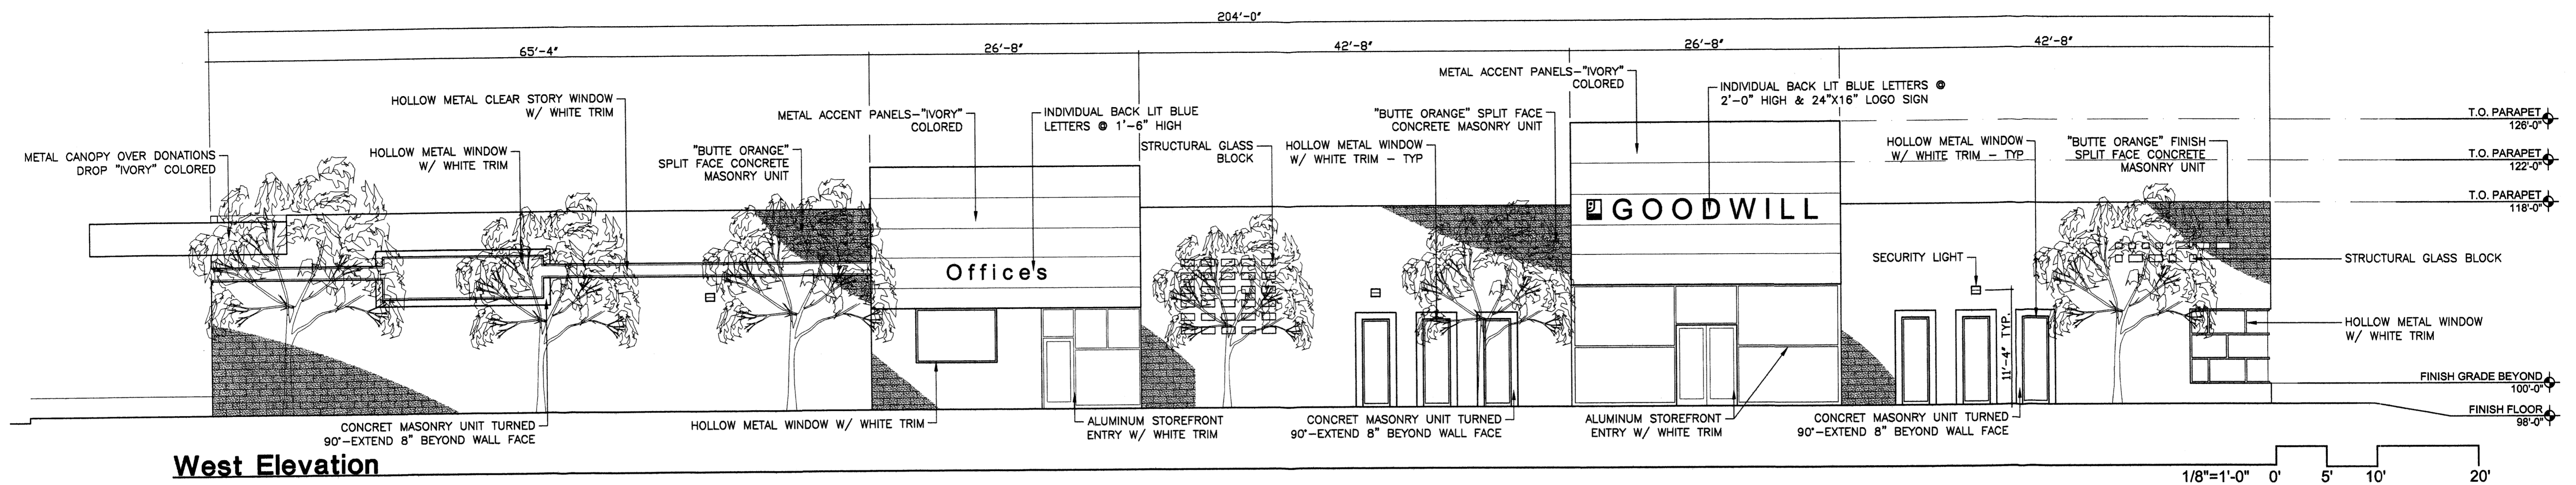 204'-0"
65'-4"
26'-8"
42'-8"
26'-8"
42'-8"
METAL CANOPY OVER DONATIONS
DROP "IVORY" COLORED
HOLLOW METAL CLEAR STORY WINDOW
W/ WHITE TRIM
HOLLOW METAL WINDOW
W/ WHITE TRIM
"BUTTE ORANGE"
SPLIT FACE CONCRETE
MASONRY UNIT
METAL ACCENT PANELS-"IVORY"
COLORED
INDIVIDUAL BACK LIT BLUE
LETTERS @ 1'-6" HIGH
STRUCTURAL GLASS
BLOCK
HOLLOW METAL WINDOW
W/ WHITE TRIM - TYP
"BUTTE ORANGE" SPLIT FACE
CONCRETE MASONRY UNIT
METAL ACCENT PANELS-"IVORY"
COLORED
INDIVIDUAL BACK LIT BLUE LETTERS @
2'-0" HIGH & 24"X16" LOGO SIGN
HOLLOW METAL WINDOW
W/ WHITE TRIM - TYP
"BUTTE ORANGE" FINISH
SPLIT FACE CONCRETE
MASONRY UNIT
T.O. PARAPET
126'-0"
T.O. PARAPET
122'-0"
T.O. PARAPET
118'-0"
Offices
GOODWILL
SECURITY LIGHT
11'-4" TYP.
STRUCTURAL GLASS BLOCK
HOLLOW METAL WINDOW
W/ WHITE TRIM
FINISH GRADE BEYOND
100'-0"
FINISH FLOOR
98'-0"
CONCRET MASONRY UNIT TURNED
90°-EXTEND 8" BEYOND WALL FACE
HOLLOW METAL WINDOW W/ WHITE TRIM
ALUMINUM STOREFRONT
ENTRY W/ WHITE TRIM
CONCRET MASONRY UNIT TURNED
90°-EXTEND 8" BEYOND WALL FACE
ALUMINUM STOREFRONT
ENTRY W/ WHITE TRIM
CONCRET MASONRY UNIT TURNED
90°-EXTEND 8" BEYOND WALL FACE
West Elevation
1/8"=1'-0" 0' 5' 10' 20'